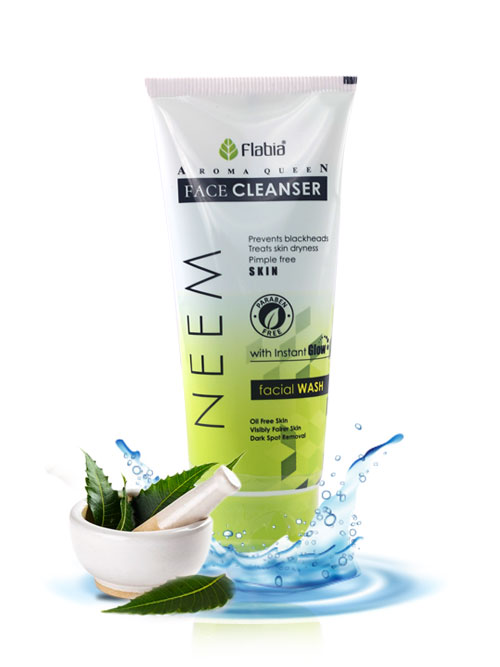 Flabia®
AROMA QUEEN
FACE CLEANSER
NEEM
Prevents blackheads
Treats skin dryness
Pimple free
SKIN
PARABEN
FREE
with Instant Glow+
facial WASH
Oil Free Skin
Visibly Fairer Skin
Dark Spot Removal